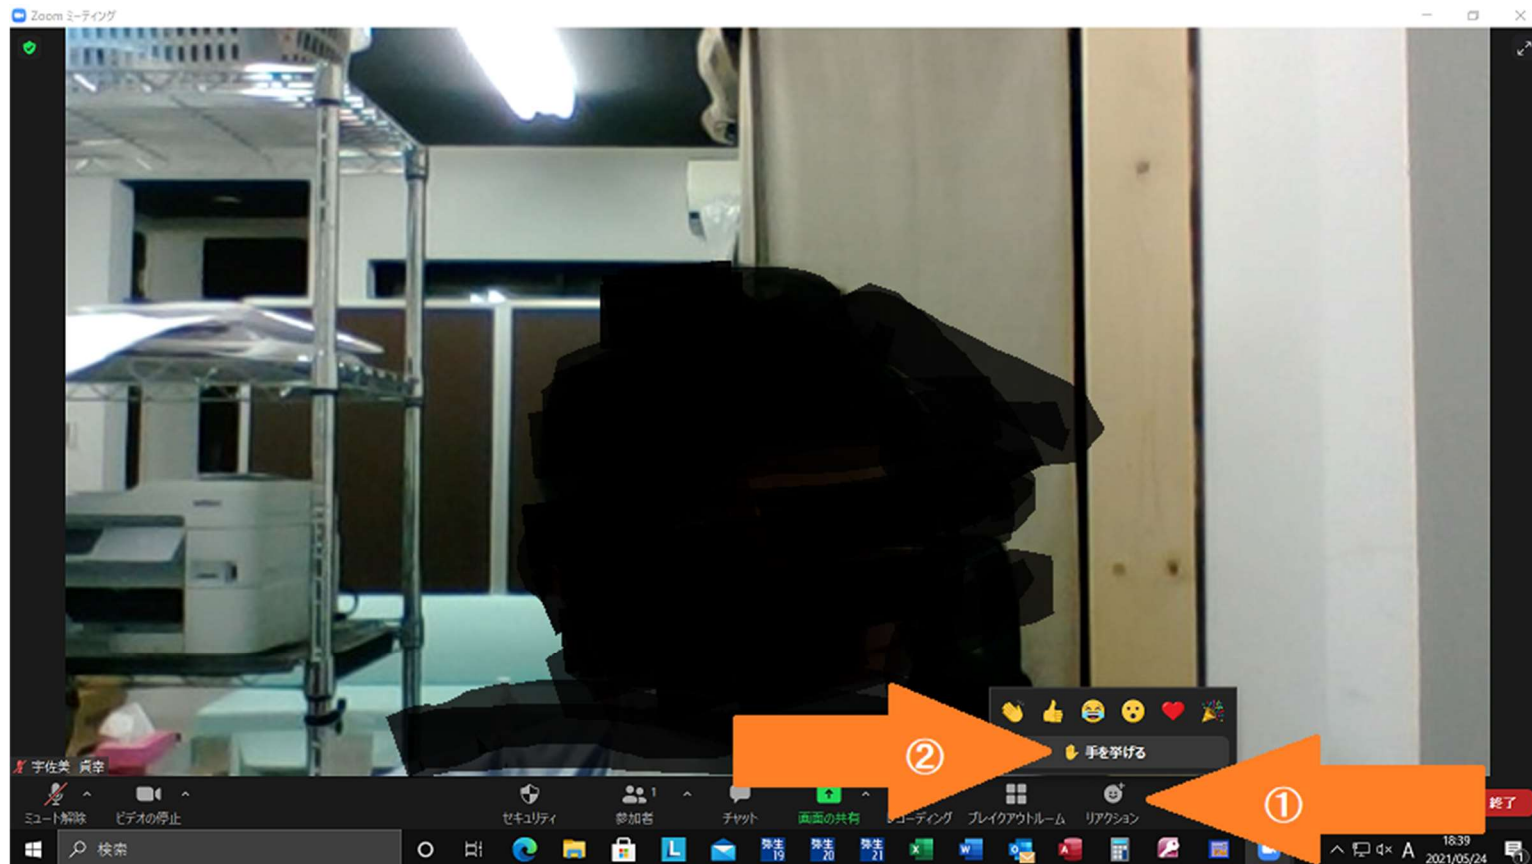 Zoom ミーティング
② 手を挙げる
①
宇佐美 貞幸
ミュート解除 ビデオの停止 セキュリティ 参加者 1 チャット 画面の共有 コーディング ブレイクアウトルーム リアクション 終了
検索 L 弥生 19 弥生 20 弥生 21 A 18:39
2021/05/24